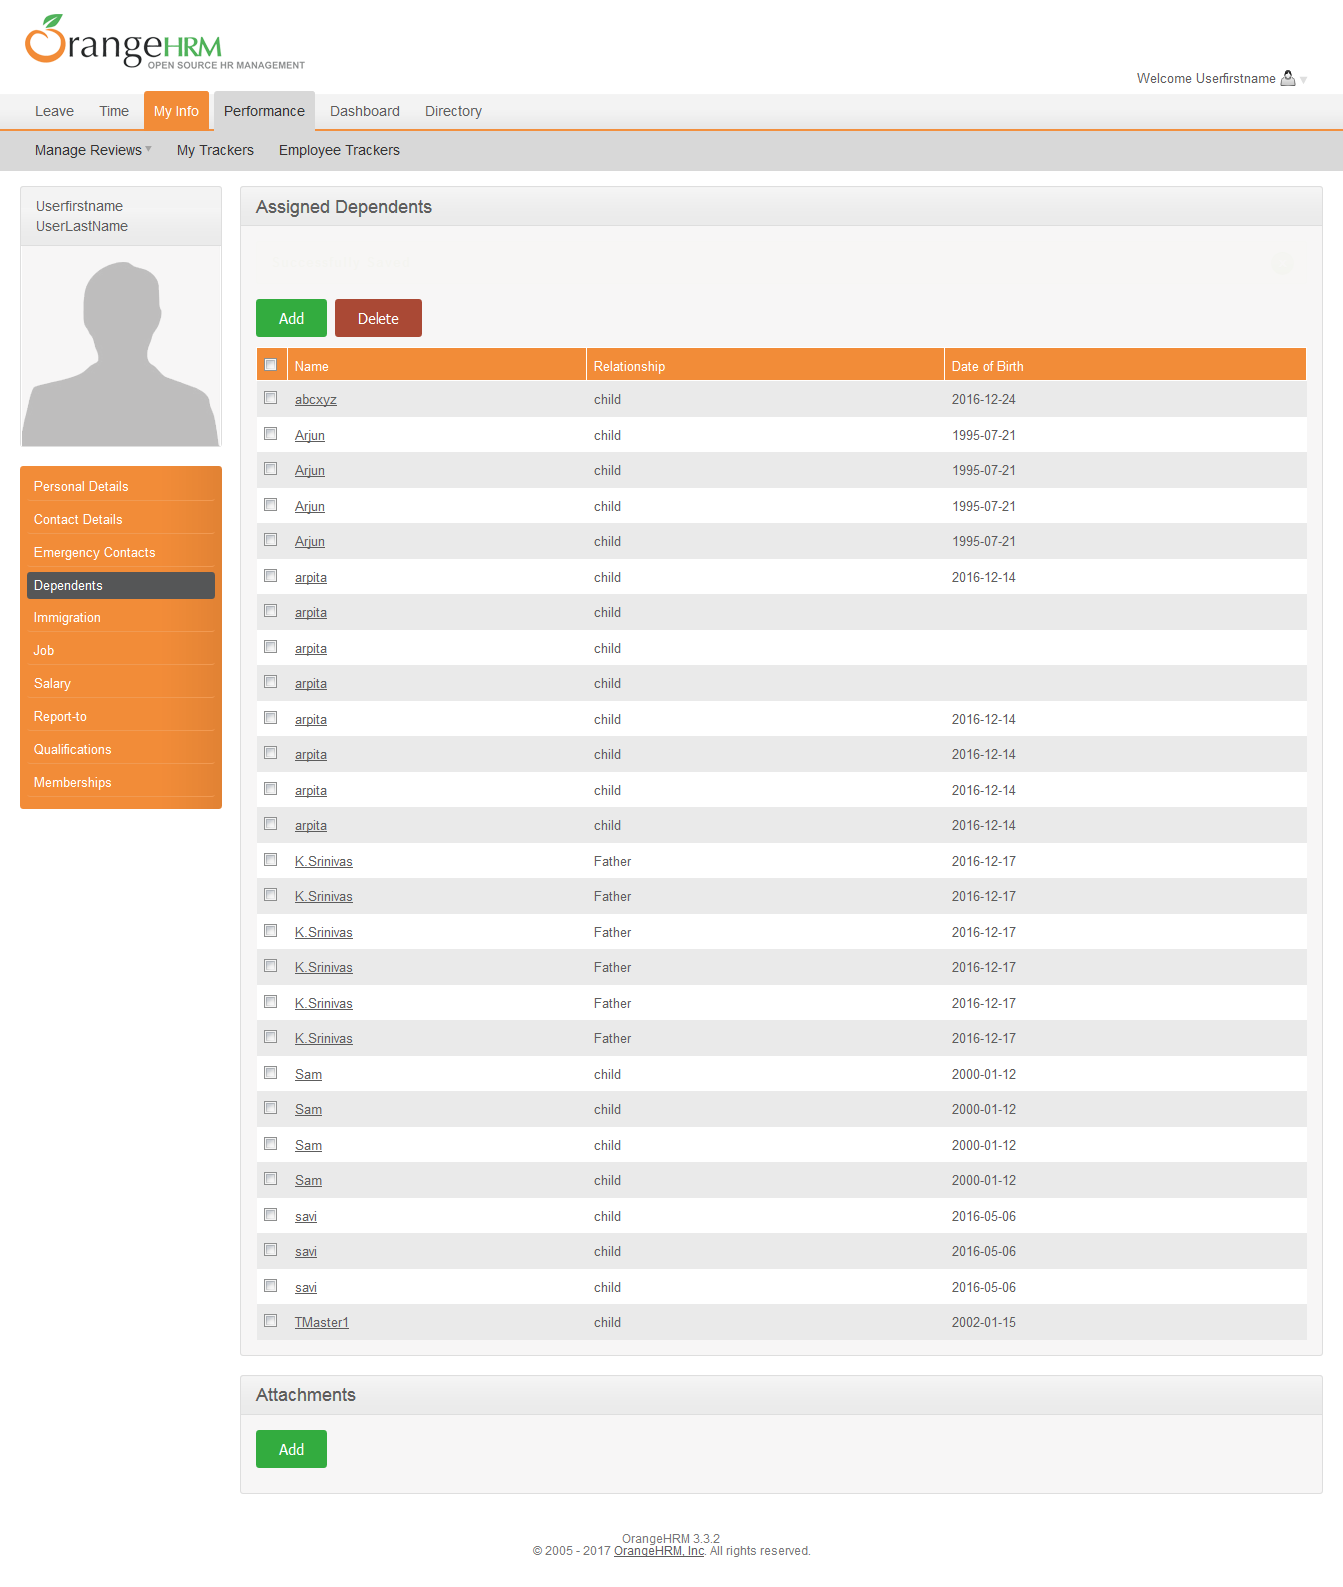 OrangeHRM
OPEN SOURCE HR MANAGEMENT
Welcome Userfirstname
Leave Time My Info Performance Dashboard Directory
Manage Reviews My Trackers Employee Trackers
Userfirstname
UserLastName
Personal Details
Contact Details
Emergency Contacts
Dependents
Immigration
Job
Salary
Report-to
Qualifications
Memberships
Assigned Dependents
Add Delete
Name Relationship Date of Birth
abcxyz child 2016-12-24
Arjun child 1995-07-21
Arjun child 1995-07-21
Arjun child 1995-07-21
Arjun child 1995-07-21
arpita child 2016-12-14
arpita child
arpita child
arpita child
arpita child 2016-12-14
arpita child 2016-12-14
arpita child 2016-12-14
arpita child 2016-12-14
K.Srinivas Father 2016-12-17
K.Srinivas Father 2016-12-17
K.Srinivas Father 2016-12-17
K.Srinivas Father 2016-12-17
K.Srinivas Father 2016-12-17
K.Srinivas Father 2016-12-17
Sam child 2000-01-12
Sam child 2000-01-12
Sam child 2000-01-12
Sam child 2000-01-12
savi child 2016-05-06
savi child 2016-05-06
savi child 2016-05-06
TMaster1 child 2002-01-15
Attachments
Add
OrangeHRM 3.3.2
© 2005 - 2017 OrangeHRM, Inc. All rights reserved.